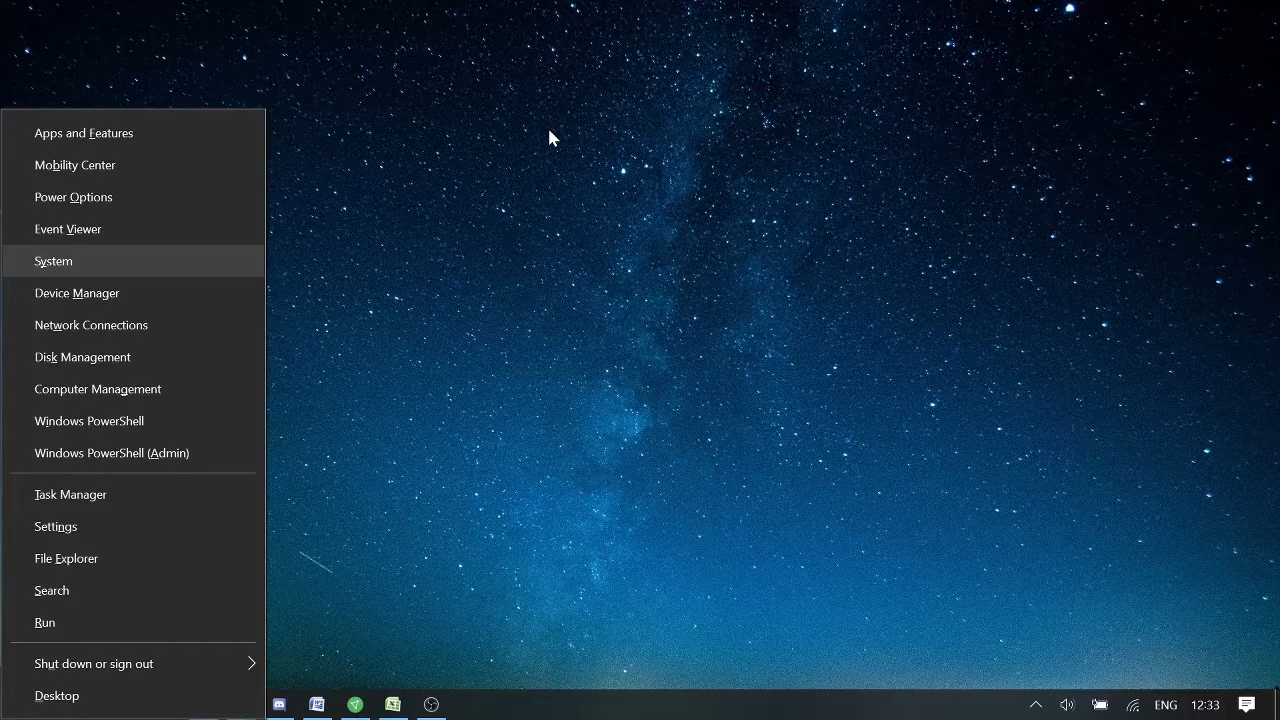 Apps and Features
Mobility Center
Power Options
Event Viewer
System
Device Manager
Network Connections
Disk Management
Computer Management
Windows PowerShell
Windows PowerShell (Admin)
Task Manager
Settings
File Explorer
Search
Run
Shut down or sign out
Desktop
ENG 12:33